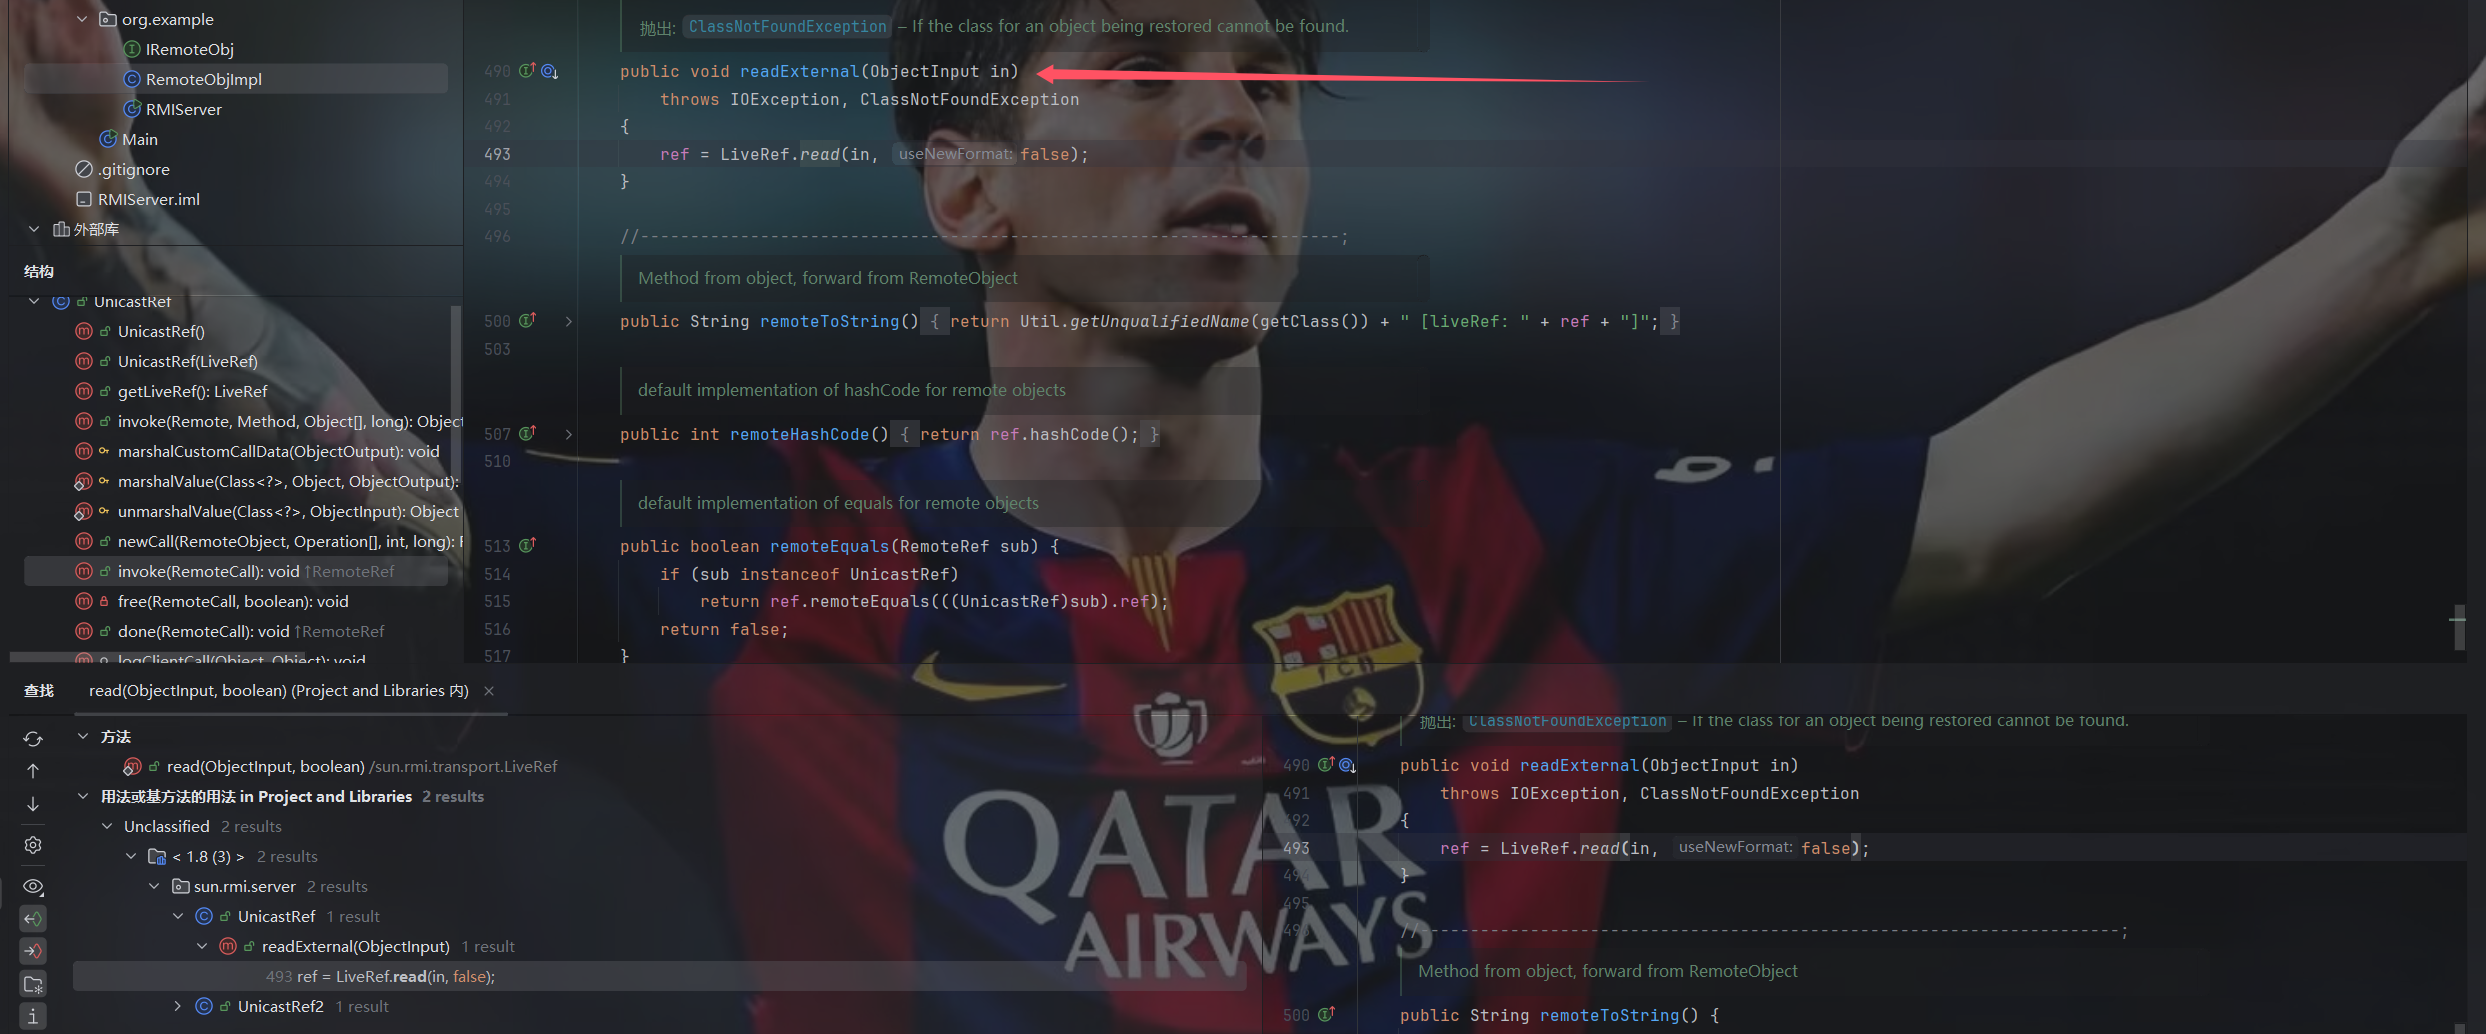 org.example
IRemoteObj
RemoteObjImpl
RMIServer
Main
.gitignore
RMIServer.iml
外部库
结构
UnicastRef
UnicastRef()
UnicastRef(LiveRef)
getLiveRef(): LiveRef
invoke(Remote, Method, Object[], long): Object
marshalCustomCallData(ObjectOutput): void
marshalValue(Class<?>, Object, ObjectOutput):
unmarshalValue(Class<?>, ObjectInput): Object
newCall(RemoteObject, Operation[], int, long):
invoke(RemoteCall): void ↑RemoteRef
free(RemoteCall, boolean): void
done(RemoteCall): void ↑RemoteRef
logClientCall(Object, Object): void
抛出: ClassNotFoundException – If the class for an object being restored cannot be found.
490 public void readExternal(ObjectInput in)
491 throws IOException, ClassNotFoundException
492 {
493 ref = LiveRef.read(in, useNewFormat: false);
494 }
495
496 //----------------------------------------------------------------------;
Method from object, forward from RemoteObject
500 public String remoteToString() { return Util.getUnqualifiedName(getClass()) + " [liveRef: " + ref + "]"; }
503
default implementation of hashCode for remote objects
507 public int remoteHashCode() { return ref.hashCode(); }
510
default implementation of equals for remote objects
513 public boolean remoteEquals(RemoteRef sub) {
514 if (sub instanceof UnicastRef)
515 return ref.remoteEquals(((UnicastRef)sub).ref);
516 return false;
517 }
查找 read(ObjectInput, boolean) (Project and Libraries 内) ×
方法
read(ObjectInput, boolean) /sun.rmi.transport.LiveRef
用法或基方法的用法 in Project and Libraries 2 results
Unclassified 2 results
< 1.8 (3) > 2 results
sun.rmi.server 2 results
UnicastRef 1 result
readExternal(ObjectInput) 1 result
493 ref = LiveRef.read(in, false);
UnicastRef2 1 result
抛出: ClassNotFoundException – If the class for an object being restored cannot be found.
490 public void readExternal(ObjectInput in)
491 throws IOException, ClassNotFoundException
492 {
493 ref = LiveRef.read(in, useNewFormat: false);
494 }
495
496 //----------------------------------------------------------------------;
Method from object, forward from RemoteObject
500 public String remoteToString() {
QATAR
AIRWAYS
FCB